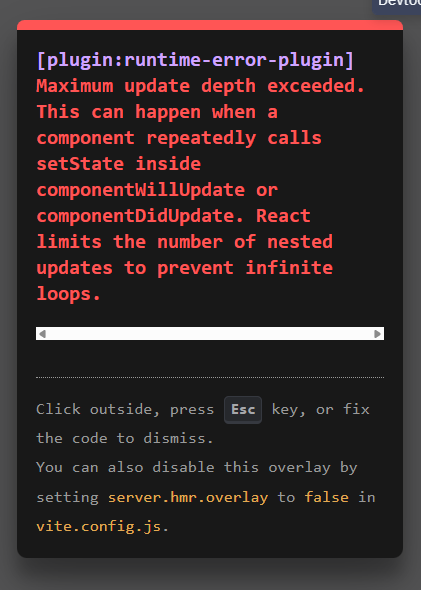 Devtoo
[plugin:runtime-error-plugin]
Maximum update depth exceeded.
This can happen when a
component repeatedly calls
setState inside
componentWillUpdate or
componentDidUpdate. React
limits the number of nested
updates to prevent infinite
loops.
Click outside, press Esc key, or fix
the code to dismiss.
You can also disable this overlay by
setting server.hmr.overlay to false in
vite.config.js.